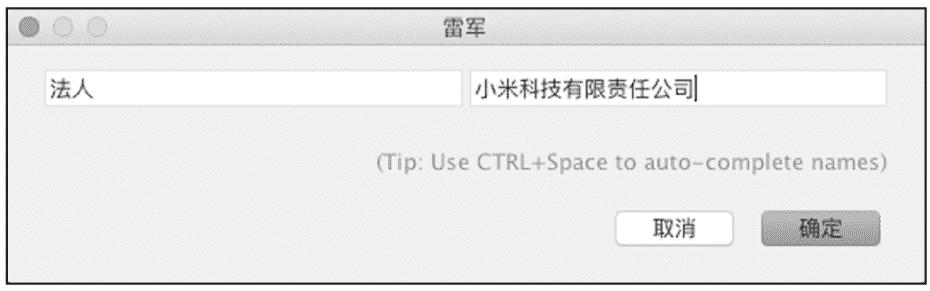 雷军
法人 小米科技有限责任公司
(Tip: Use CTRL+Space to auto-complete names)
取消 确定